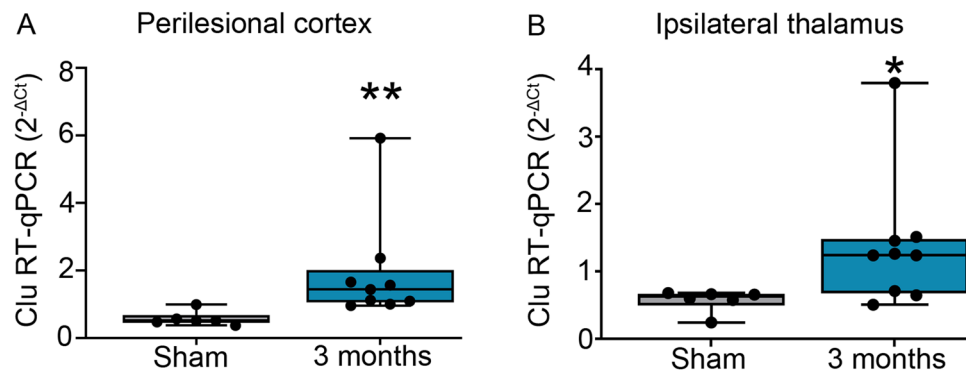 A Perilesional cortex
Clu RT-qPCR (2-ΔCt)
8
6
4
2
0
**
Sham 3 months
B Ipsilateral thalamus
Clu RT-qPCR (2-ΔCt)
4
3
2
1
0
*
Sham 3 months